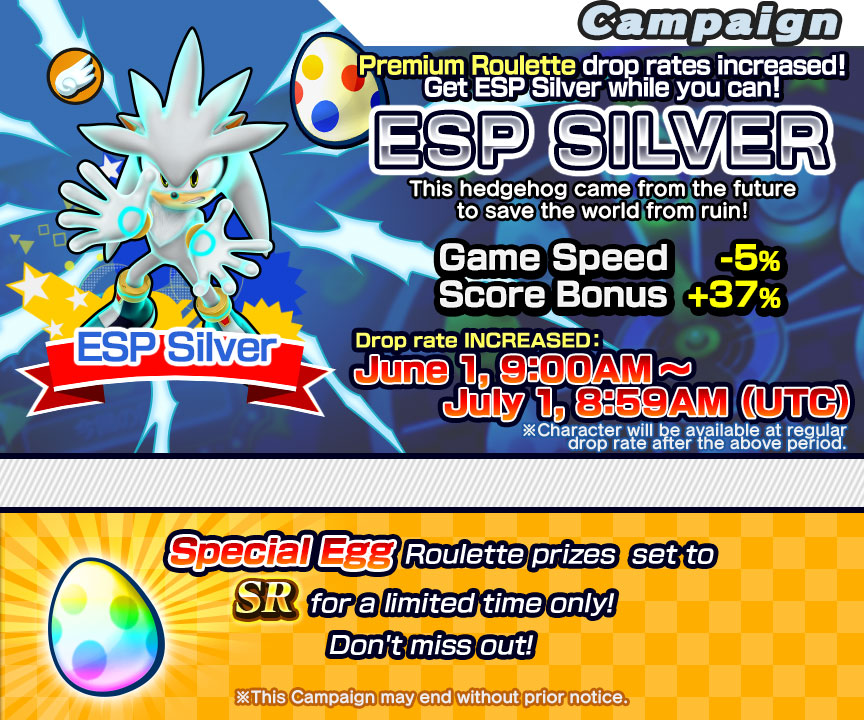 Campaign
Premium Roulette drop rates increased!
Get ESP Silver while you can!
ESP SILVER
This hedgehog came from the future
to save the world from ruin!
Game Speed -5%
Score Bonus +37%
ESP Silver
Drop rate INCREASED:
June 1, 9:00AM~
July 1, 8:59AM (UTC)
※Character will be available at regular
drop rate after the above period.
Special Egg Roulette prizes set to
SR for a limited time only!
Don't miss out!
※This Campaign may end without prior notice.